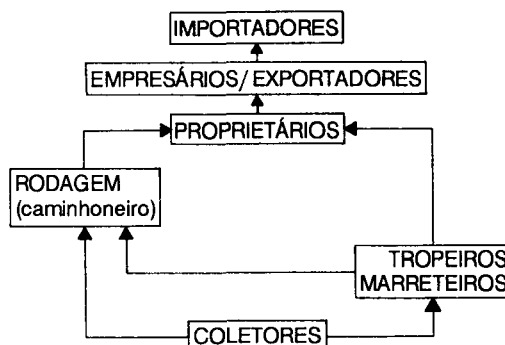 IMPORTADORES
EMPRESÁRIOS/EXPORTADORES
PROPRIETÁRIOS
RODAGEM
(caminhoneiro)
TROPEIROS
MARRETEIROS
COLETORES